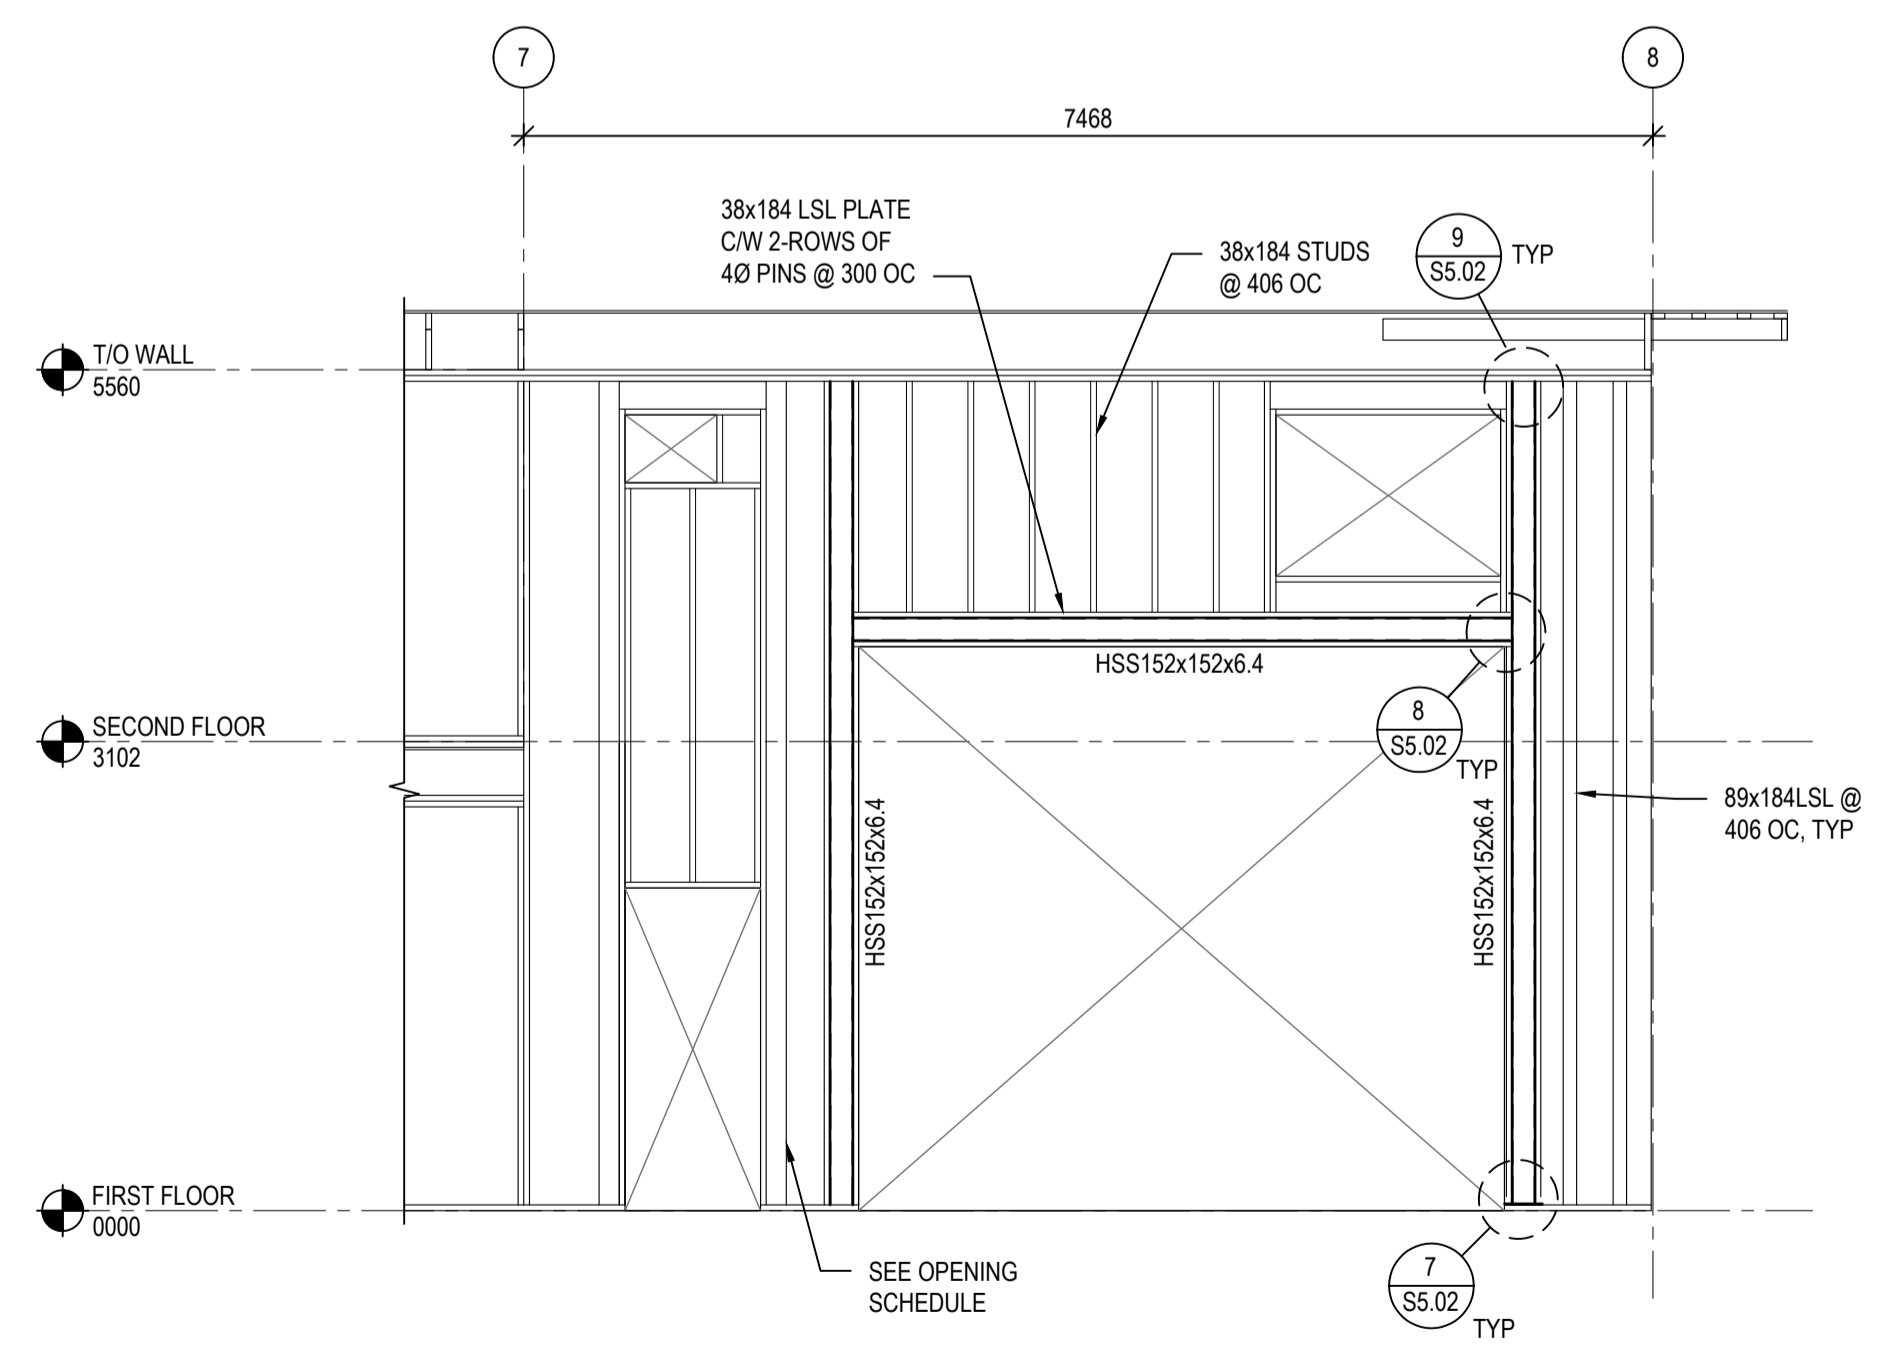 7
8
7468
38x184 LSL PLATE
C/W 2-ROWS OF
4Ø PINS @ 300 OC
38x184 STUDS
@ 406 OC
9
S5.02
TYP
T/O WALL
5560
HSS152x152x6.4
8
S5.02
TYP
SECOND FLOOR
3102
HSS152x152x6.4
HSS152x152x6.4
89x184LSL @
406 OC, TYP
FIRST FLOOR
0000
SEE OPENING
SCHEDULE
7
S5.02
TYP